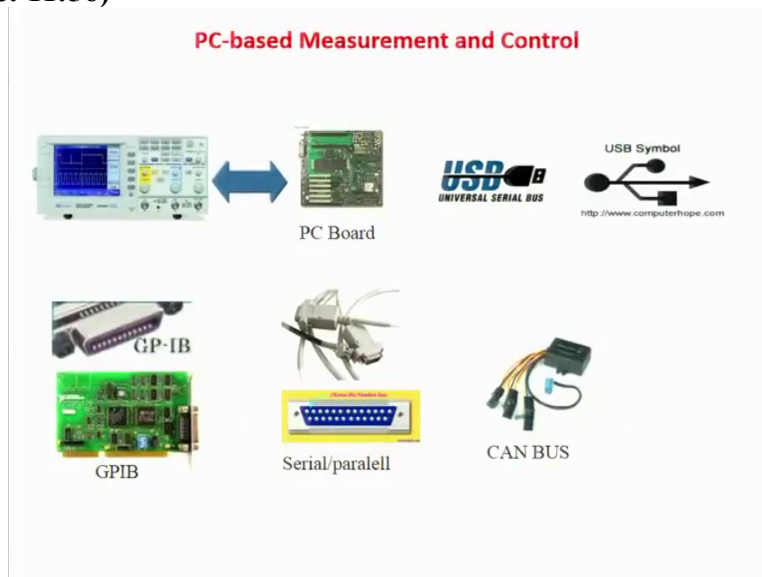 PC-based Measurement and Control
USB Symbol
USB
UNIVERSAL SERIAL BUS
http://www.computerhope.com
PC Board
GP-IB
GPIB
Serial/paralell
CAN BUS